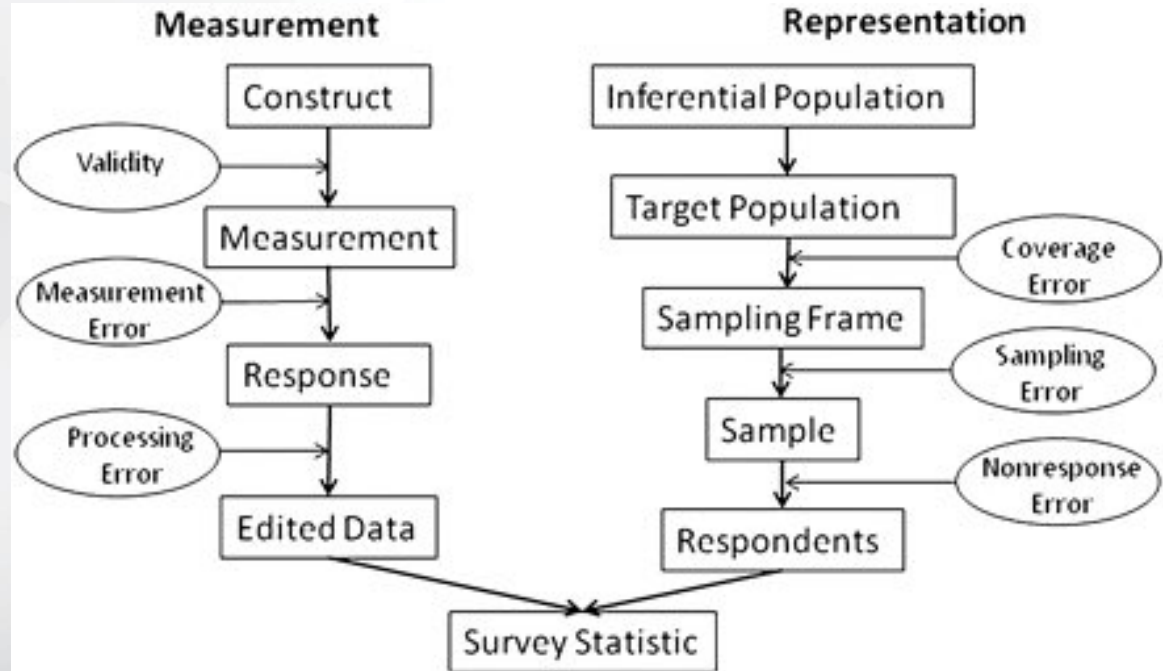 Measurement
Construct
Validity
Measurement
Measurement
Error
Response
Processing
Error
Edited Data
Representation
Inferential Population
Target Population
Coverage
Error
Sampling Frame
Sampling
Error
Sample
Nonresponse
Error
Respondents
Survey Statistic